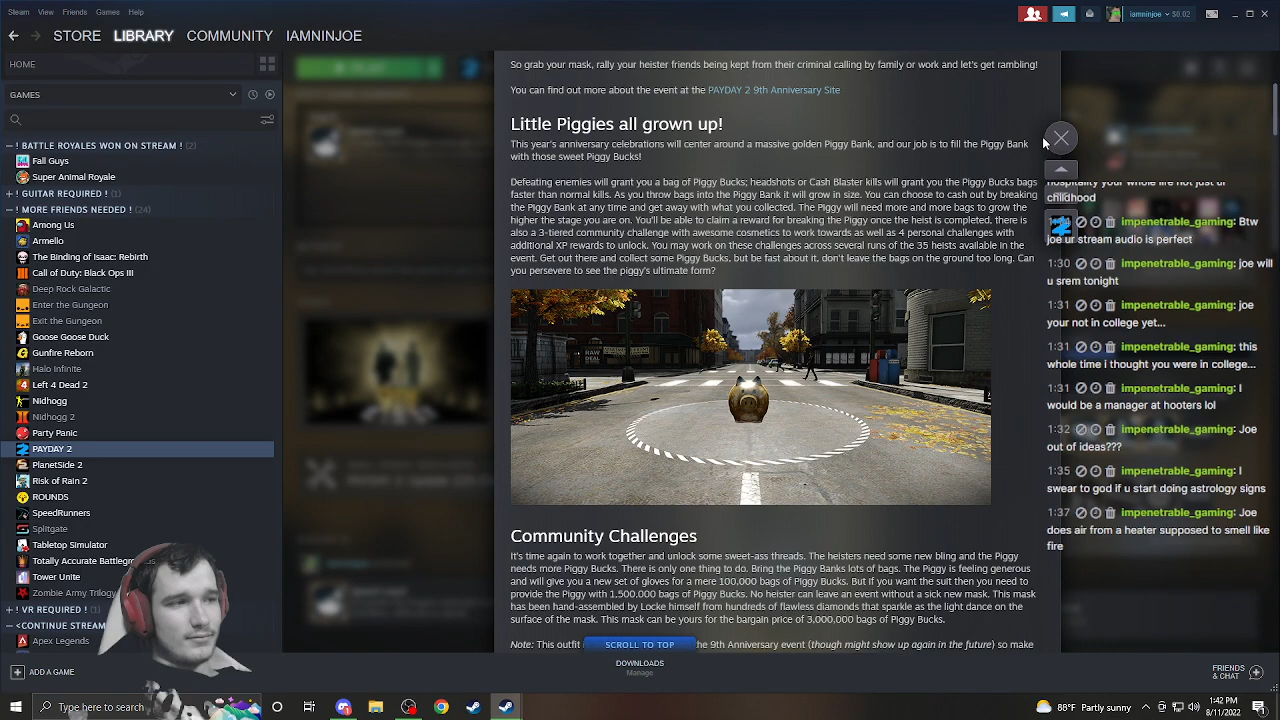 Steam View Friends Games Help
iamninjoe $0.02
STORE LIBRARY COMMUNITY IAMNINJOE
HOME
GAMES
! BATTLE ROYALES WON ON STREAM ! (2)
Fall Guys
Super Animal Royale
! GUITAR REQUIRED ! (1)
! MORE FRIENDS NEEDED ! (24)
Among Us
Armello
The Binding of Isaac: Rebirth
Call of Duty: Black Ops III
Deep Rock Galactic
Enter the Gungeon
Exit the Gungeon
Goose Goose Duck
Gunfire Reborn
Halo Infinite
Left 4 Dead 2
Nidhogg
Nidhogg 2
Party Panic
PAYDAY 2
PlanetSide 2
of Rain 2
ROUNDS
SpeedRunners
Splitgate
Tabletop Simulator
Totally Accurate Battlegro
Tower Unite
Zombie Army Trilogy
! VR REQUIRED ! (1)
<CONTINUE STREAM
Apex Legends
ADD A GAME
PLAY
So grab your mask, rally your heister friends being kept from their criminal calling by family or work and let's get rambling!
You can find out more about the event at the PAYDAY 2 9th Anniversary Site
Little Piggies all grown up!
This year's anniversary celebrations will center around a massive golden Piggy Bank, and our job is to fill the Piggy Bank
with those sweet Piggy Bucks!
Defeating enemies will grant you a bag of Piggy Bucks; headshots or Cash Blaster kills will grant you the Piggy Bucks bags
faster than normal kills. As you throw bags into the Piggy Bank it will grow in size. You can choose to cash out by breaking
the Piggy Bank at any time and get away with what you collected. The Piggy will need more and more bags to grow the
higher the stage you are on. You'll be able to claim a reward for breaking the Piggy once the heist is completed. there is
also a 3-tiered community challenge with awesome cosmetics to work towards as well as 4 personal challenges with
additional XP rewards to unlock. You may work on these challenges across several runs of the 35 heists available in the
event. Get out there and collect some Piggy Bucks, but be fast about it, don't leave the bags on the ground too long. Can
you persevere to see the piggy's ultimate form?
RAW
DEAL
Community Challenges
It's time again to work together and unlock some sweet-ass threads. The heisters need some new bling and the Piggy
needs more Piggy Bucks. There is only one thing to do. Bring the Piggy Banks lots of bags. The Piggy is feeling generous
and will give you a new set of gloves for a mere 100,000 bags of Piggy Bucks. But if you want the suit then you need to
provide the Piggy with 1.500.000 bags of Piggy Bucks. No heister can leave an event without a sick new mask. This mask
has been hand-assembled by Locke himself from hundreds of flawless diamonds that sparkle as the light dance on the
surface of the mask. This mask can be yours for the bargain price of 3,000,000 bags of Piggy Bucks.
Note: This outfit the 9th Anniversary event (though might show up again in the future) so make
SCROLL TO TOP
DOWNLOADS
Manage
hospitality your whole life not just ur
childhood
impenetrable_gaming: Btw
joe ur stream audio is perfect
1:30 impenetrable_gaming: joe will
u srem tonight
1:31 impenetrable_gaming: joe
your not in college yet...
1:31 impenetrable_gaming: this
whole time i thought you were in college...
1:31 impenetrable_gaming: I
would be a manager at hooters lol
1:32 impenetrable_gaming: Joe
out of ideas???
1:35 impenetrable_gaming: I
swear to god if u start doing astrology signs
1:37 impenetrable_gaming: Joe
does air from a heater supposed to smell like
fire
FRIENDS
& CHAT
Type here to search
88°F Partly sunny
1:42 PM
8/11/2022